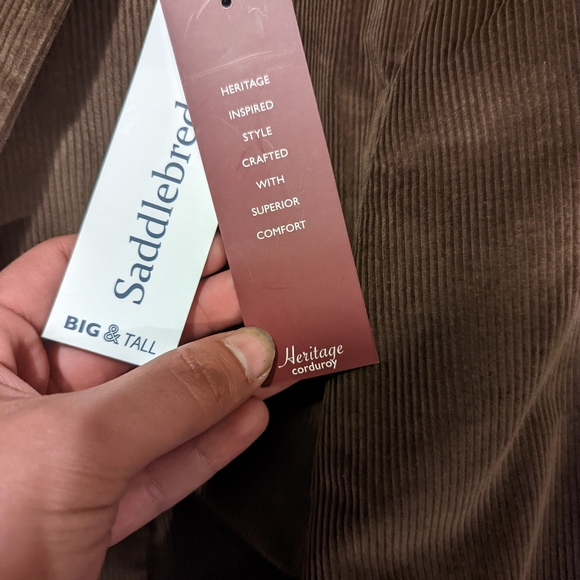 Saddlebred
BIG & TALL
HERITAGE
INSPIRED
STYLE
CRAFTED
WITH
SUPERIOR
COMFORT
Heritage
corduroy